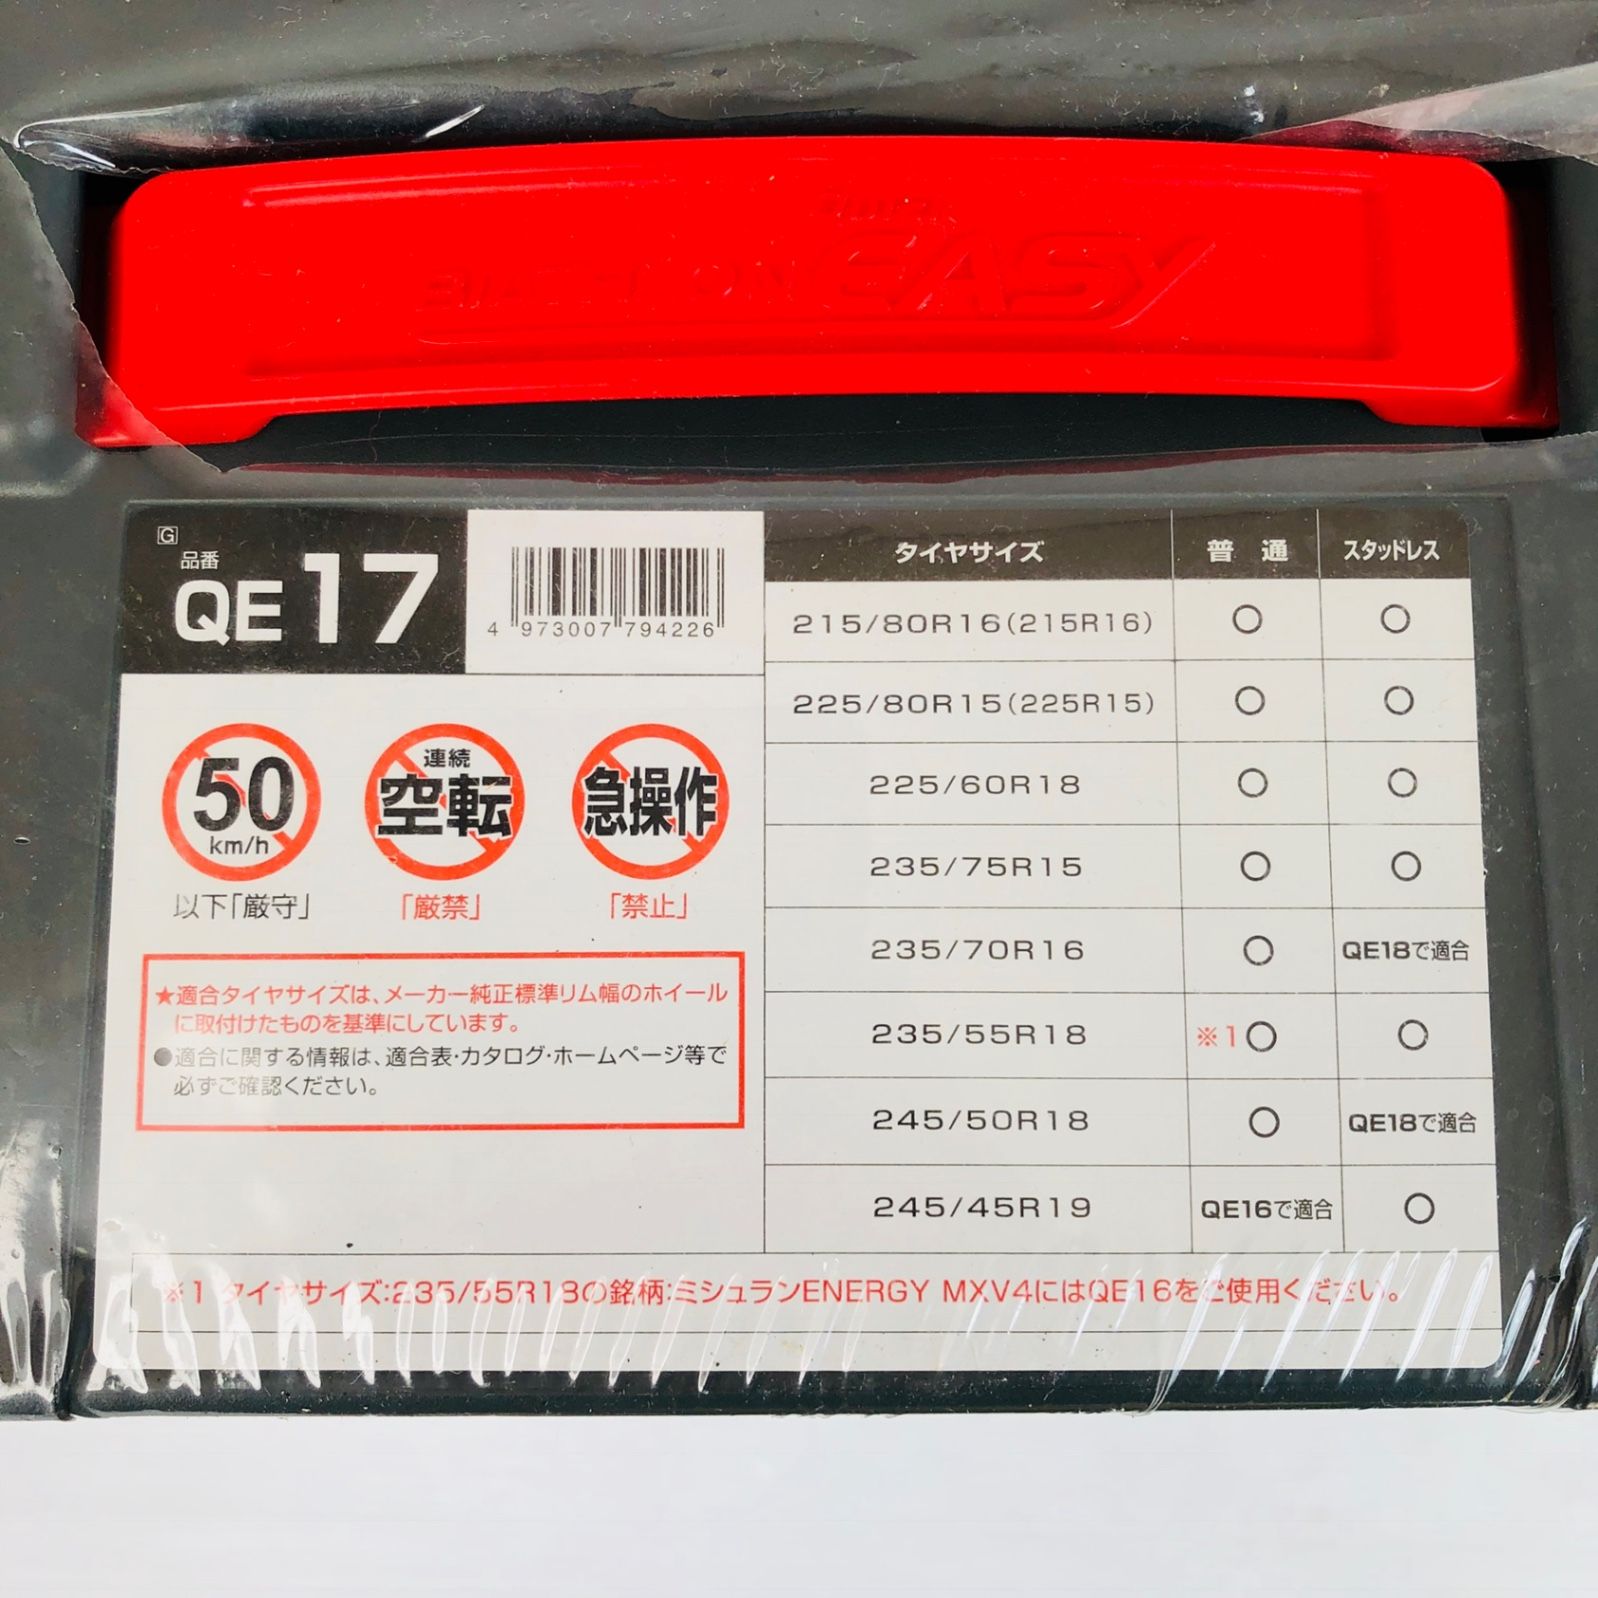 EASY
G
品番
QE17
4 973007 794226
タイヤサイズ 普通 スタッドレス
215/80R16(215R16) ○ ○
225/80R15(225R15) ○ ○
225/60R18 ○ ○
235/75R15 ○ ○
235/70R16 ○ QE18で適合
235/55R18 ※1○ ○
245/50R18 ○ QE18で適合
245/45R19 QE16で適合 ○
50
km/h
以下「厳守」
連続
空転
「厳禁」
急操作
「禁止」
★適合タイヤサイズは、メーカー純正標準リム幅のホイール
に取付けたものを基準にしています。
●適合に関する情報は、適合表・カタログ・ホームページ等で
必ずご確認ください。
※1 タイヤサイズ:235/55R18の銘柄:ミシュランENERGY MXV4にはQE16をご使用ください。